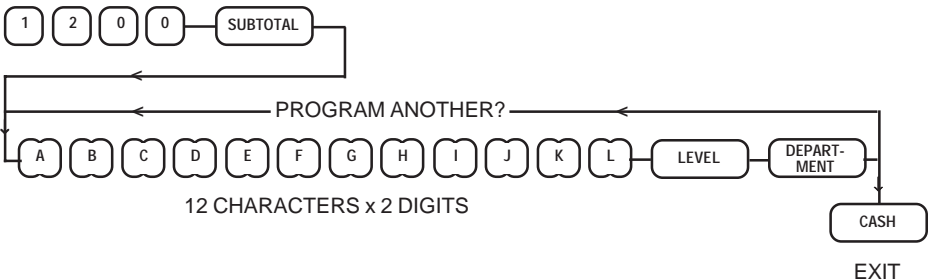 1 2 0 0 SUBTOTAL
PROGRAM ANOTHER?
A B C D E F G H I J K L LEVEL DEPART-
MENT
12 CHARACTERS x 2 DIGITS
CASH
EXIT